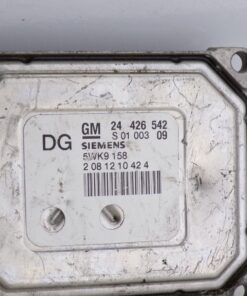 DG GM 24 426 542
S 01 003 09
SIEMENS
5WK9 158
2 08 12 10 42 4